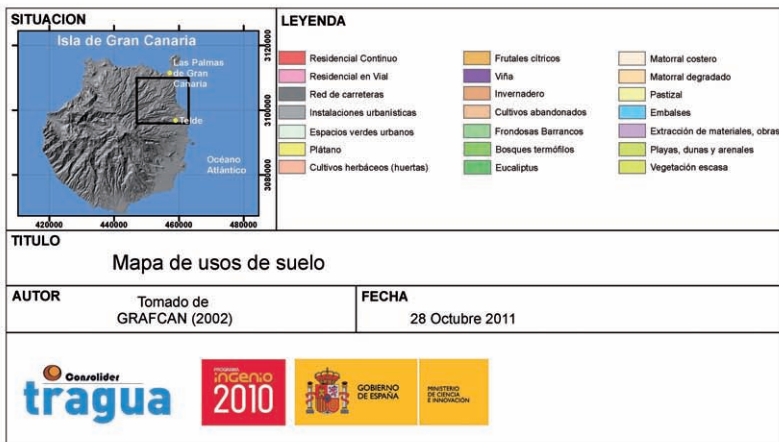 SITUACION
Isla de Gran Canaria
Las Palmas
de Gran
Canaria
Telde
Océano
Atlántico
3120000
3100000
3080000
420000 440000 460000 480000
LEYENDA
Residencial Continuo
Residencial en Vial
Red de carreteras
Instalaciones urbanísticas
Espacios verdes urbanos
Plátano
Cultivos herbáceos (huertas)
Frutales cítricos
Viña
Invernadero
Cultivos abandonados
Frondosas Barrancos
Bosques termófilos
Eucaliptus
Matorral costero
Matorral degradado
Pastizal
Embalses
Extracción de materiales, obras
Playas, dunas y arenales
Vegetación escasa
TITULO
Mapa de usos de suelo
AUTOR
Tomado de
GRAFCAN (2002)
FECHA
28 Octubre 2011
Consolider
tragua
PROGRAMA
ingenio
2010
GOBIERNO
DE ESPAÑA
MINISTERIO
DE CIENCIA
E INNOVACIÓN